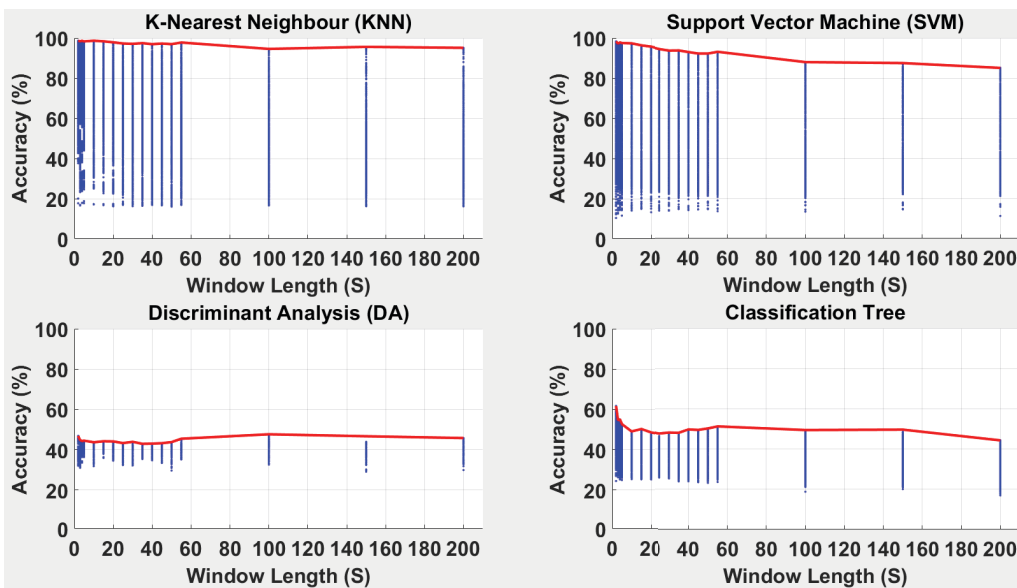 K-Nearest Neighbour (KNN)
Accuracy (%)
100
80
60
40
20
0
0 20 40 60 80 100 120 140 160 180 200
Window Length (S)
Support Vector Machine (SVM)
Accuracy (%)
100
80
60
40
20
0
0 20 40 60 80 100 120 140 160 180 200
Window Length (S)
Discriminant Analysis (DA)
Accuracy (%)
100
80
60
40
20
0
0 20 40 60 80 100 120 140 160 180 200
Window Length (S)
Classification Tree
Accuracy (%)
100
80
60
40
20
0
0 20 40 60 80 100 120 140 160 180 200
Window Length (S)